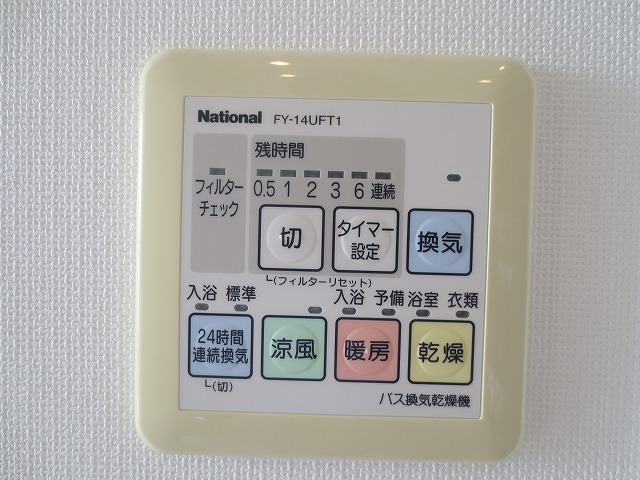 National FY-14UFT1
残時間
フィルター
チェック
0.5 1 2 3 6 連続
切
タイマー
設定
換気
┗(フィルターリセット)
入浴 標準
入浴 予備
浴室 衣類
24時間
連続換気
涼風
暖房
乾燥
┗(切)
バス換気乾燥機